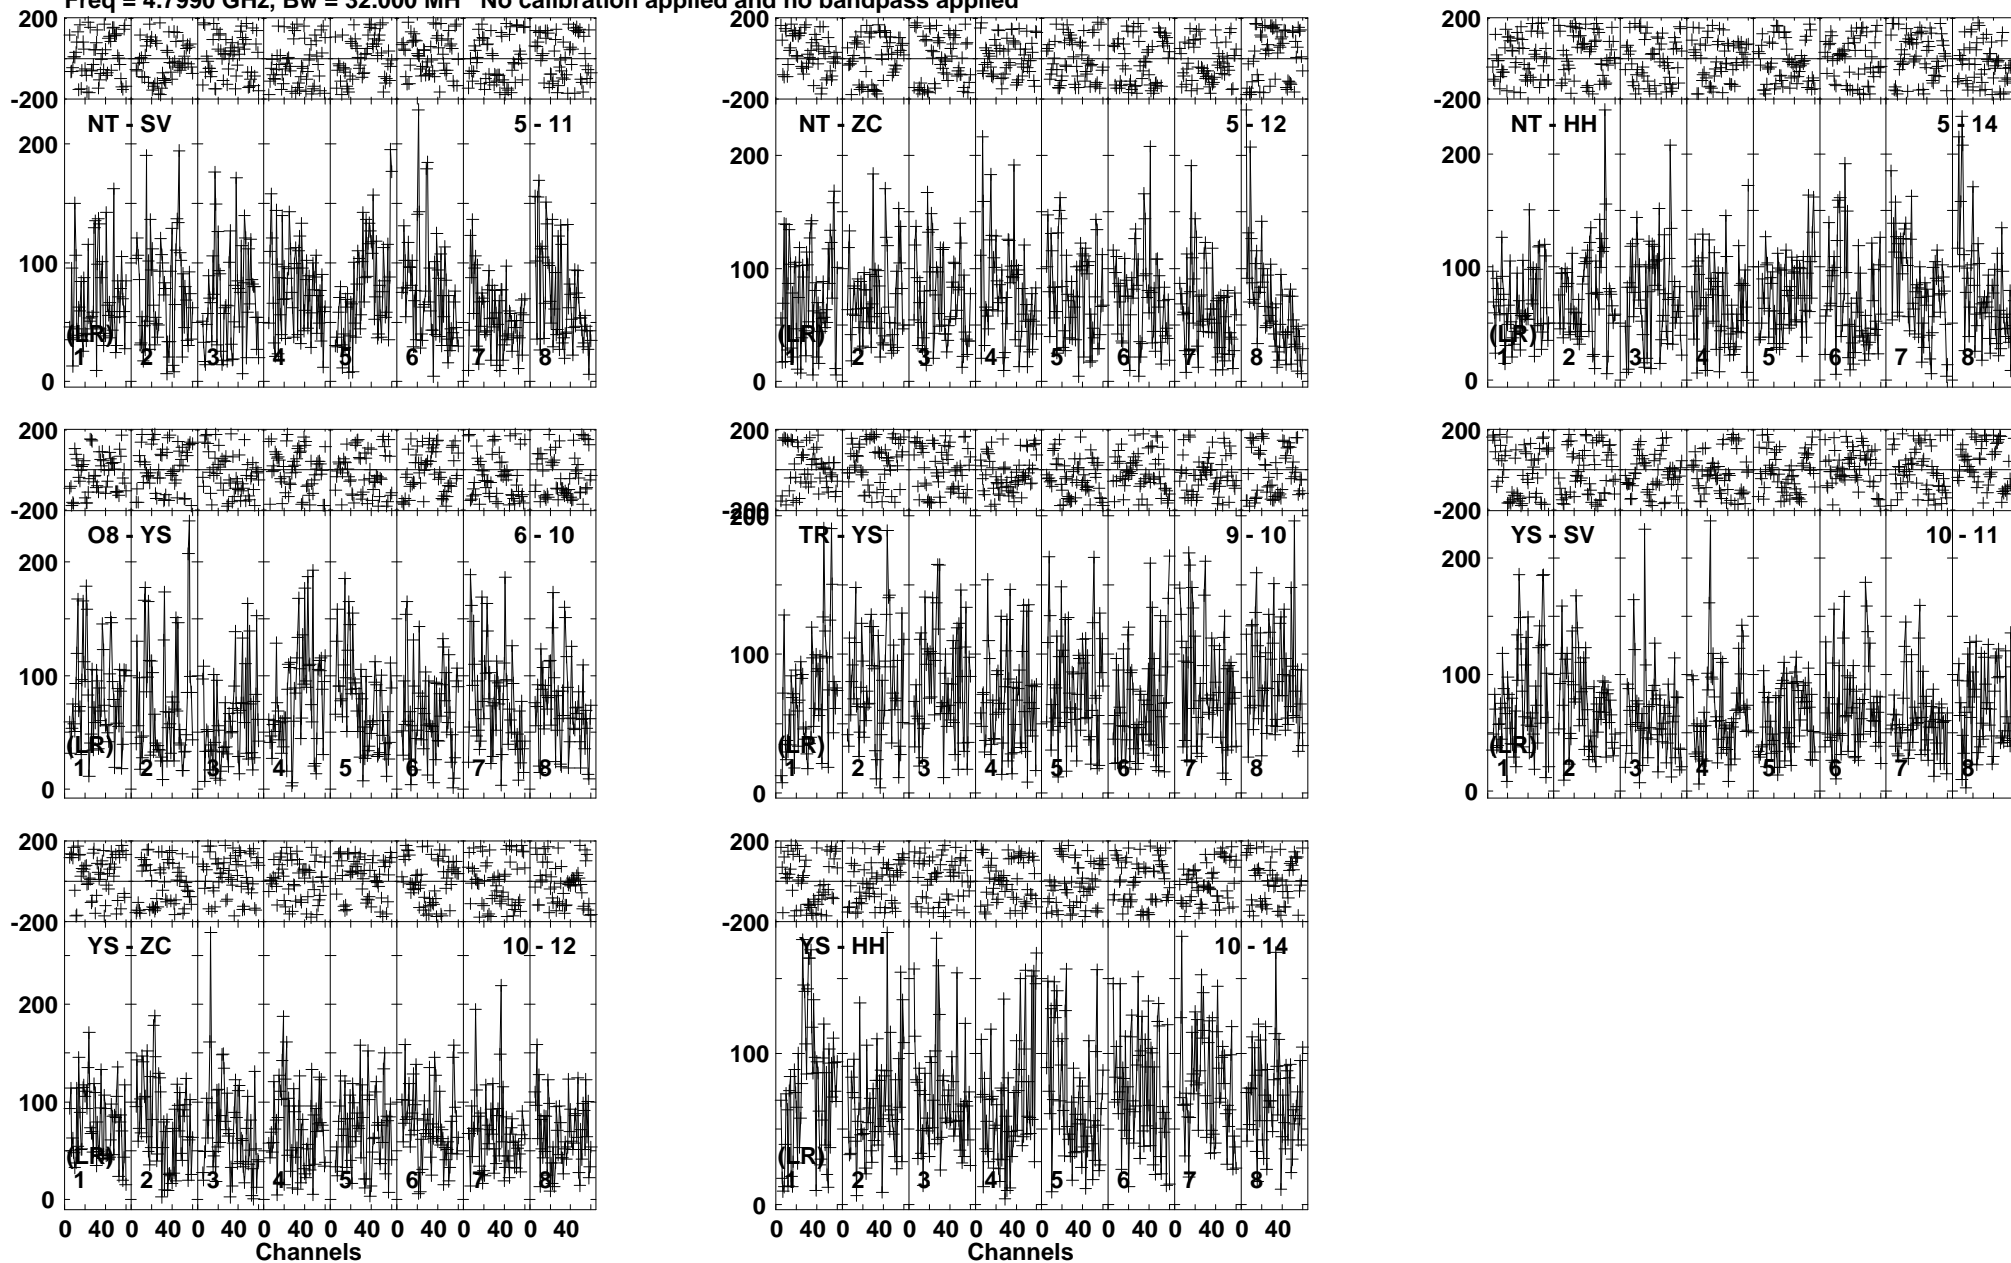 Freq = 4.7990 GHz, Bw = 32.000 MH No calibration applied and no bandpass applied
200 200 200
-200 -200 -200
NT - SV 5 - 11 NT - ZC 5 - 12 NT - HH 5 - 14
200 200 200
100 100 100
(LR) (LR) (LR)
1 2 3 4 5 6 7 8 1 2 3 4 5 6 7 8 1 2 3 4 5 6 7 8
0 0 0
200 200 200
-200 -200 -200
O8 - YS 6 - 10 TR - YS 9 - 10 YS - SV 10 - 11
200 200 200
100 100 100
(LR) (LR) (LR)
1 2 3 4 5 6 7 8 1 2 3 4 5 6 7 8 1 2 3 4 5 6 7 8
0 0 0
200 200
-200 -200
YS - ZC 10 - 12 YS - HH 10 - 14
200
100 100
(LR) (LR)
1 2 3 4 5 6 7 8 1 2 3 4 5 6 7 8
0 0
0 40 0 40 0 40 0 40 0 40 0 40 0 40 0 40 0 40 0 40 0 40 0 40 0 40 0 40 0 40 0 40
Channels Channels